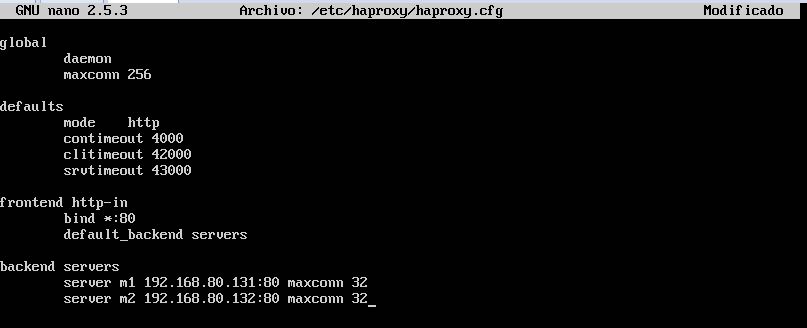 GNU nano 2.5.3 Archivo: /etc/haproxy/haproxy.cfg Modificado
global
daemon
maxconn 256
defaults
mode http
contimeout 4000
clitimeout 42000
srvtimeout 43000
frontend http-in
bind *:80
default_backend servers
backend servers
server m1 192.168.80.131:80 maxconn 32
server m2 192.168.80.132:80 maxconn 32_